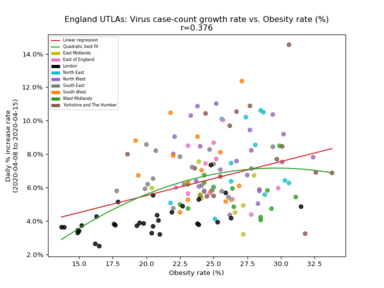 England UTLAs: Virus case-count growth rate vs. Obesity rate (%)
r=0.376
Linear regression
Quadratic best fit
East Midlands
East of England
London
North East
North West
South East
South West
West Midlands
Yorkshire and The Humber
14.0%
12.0%
10.0%
8.0%
6.0%
4.0%
2.0%
Daily % increase rate
(2020-04-08 to 2020-04-15)
15.0 17.5 20.0 22.5 25.0 27.5 30.0 32.5
Obesity rate (%)